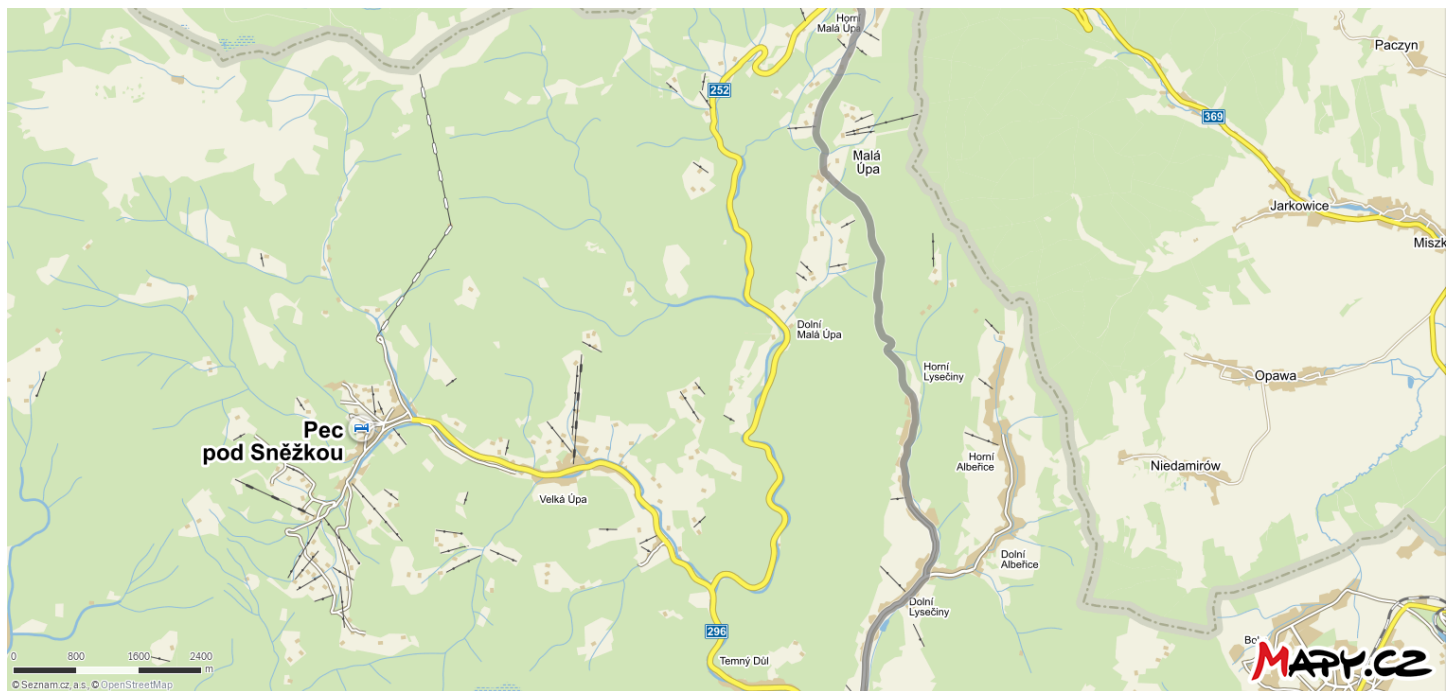 Horní
Malá Úpa
Paczyn
252
369
Malá
Úpa
Jarkowice
Miszk
Dolní
Malá Úpa
Horní
Lysečiny
Opawa
Pec
pod Sněžkou
Horní
Albeřice
Niedamirów
Velká Úpa
Dolní
Albeřice
Dolní
Lysečiny
296
Temný Důl
Bo
0 800 1600 2400
m
MAPY.CZ
© Seznam.cz, a.s., © OpenStreetMap